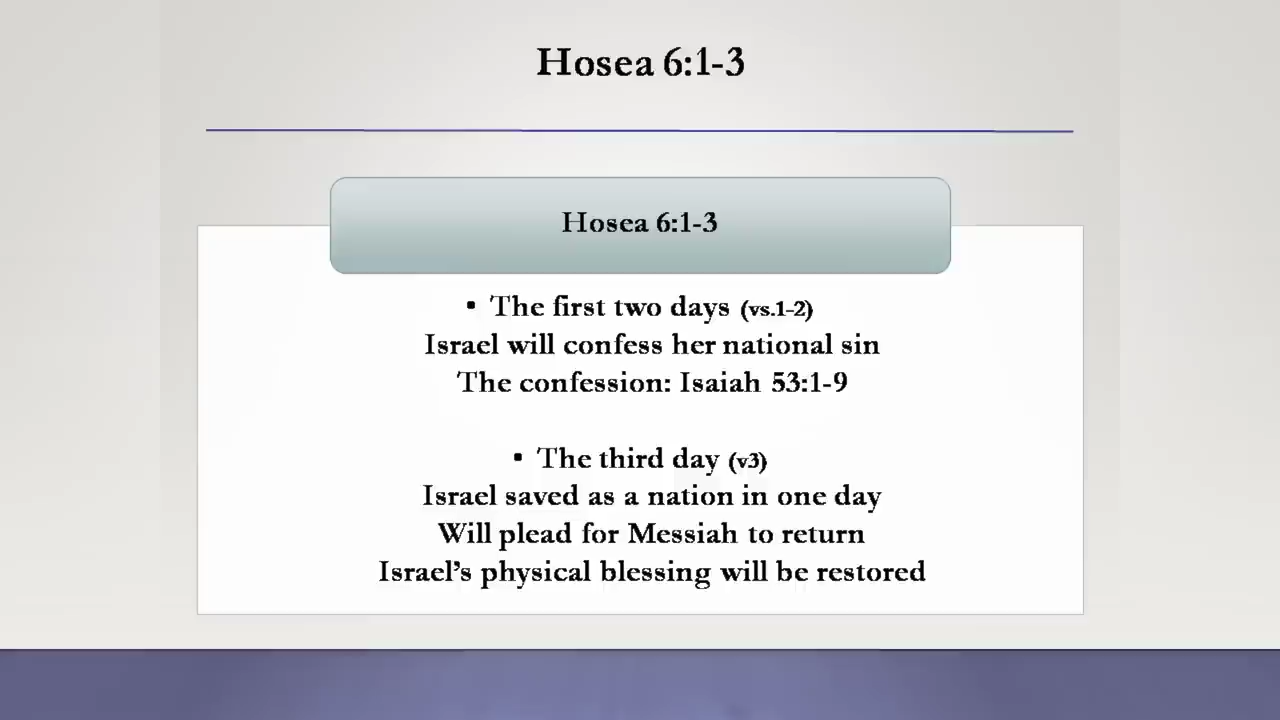 Hosea 6:1-3
Hosea 6:1-3
▪ The first two days (vs.1-2)
Israel will confess her national sin
The confession: Isaiah 53:1-9
▪ The third day (v3)
Israel saved as a nation in one day
Will plead for Messiah to return
Israel’s physical blessing will be restored